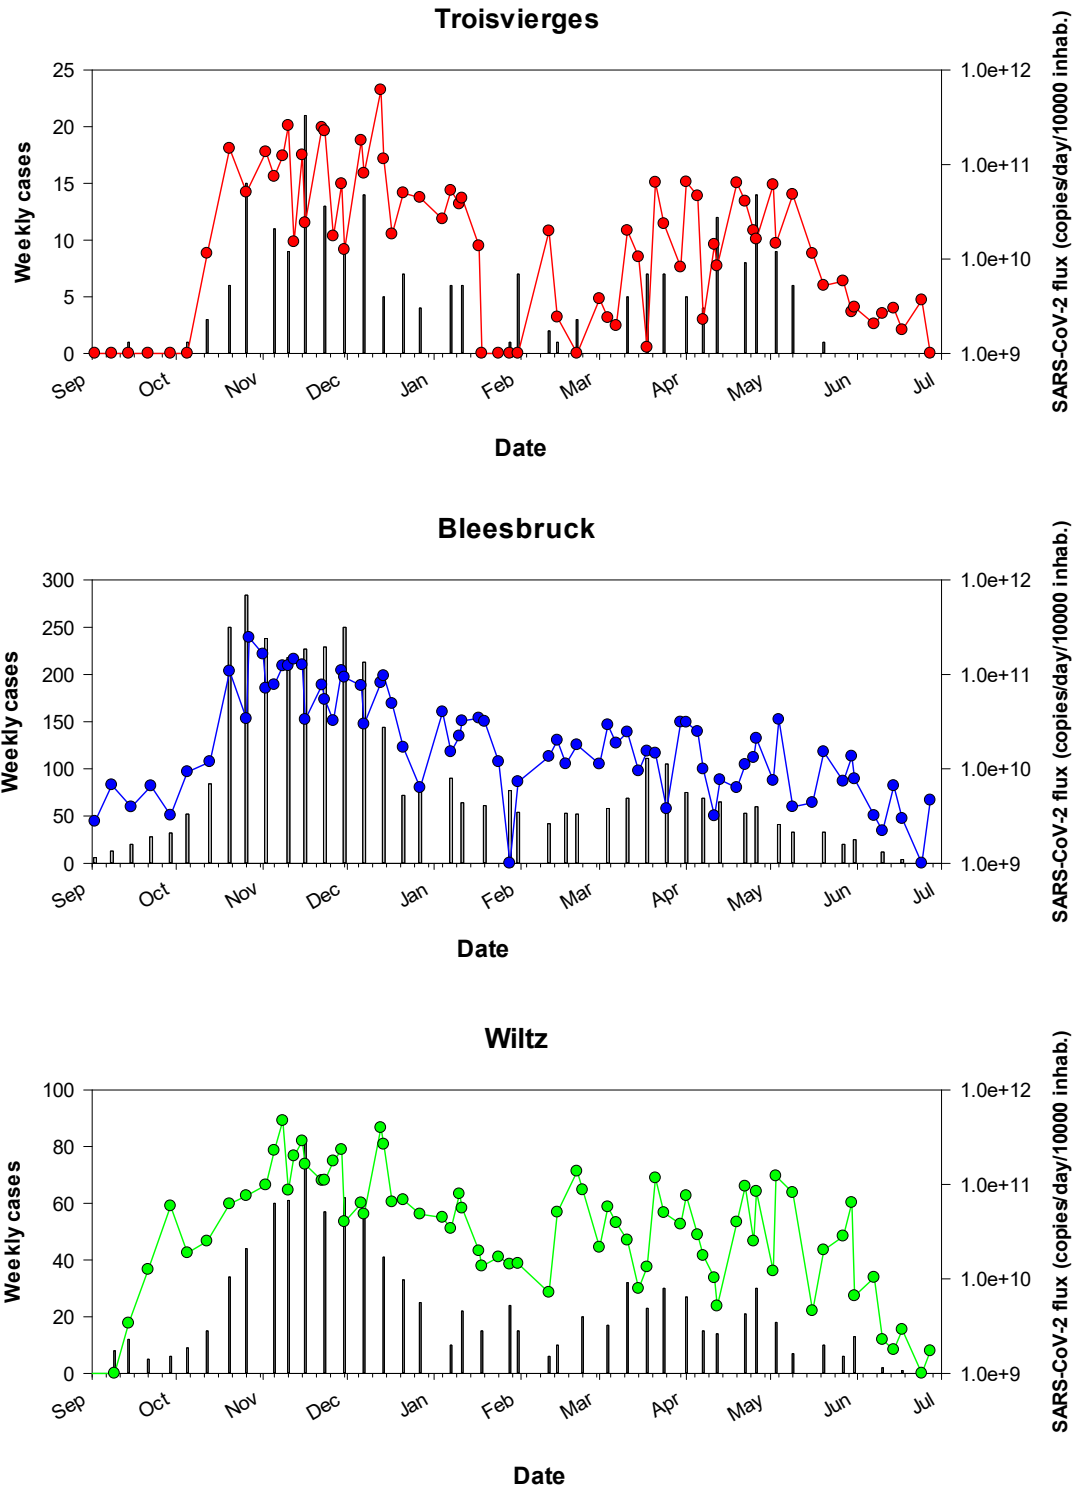 Troisvierges
25
20
15
10
5
0
Weekly cases
1.0e+12
1.0e+11
1.0e+10
1.0e+9
SARS-CoV-2 flux (copies/day/10000 inhab.)
Sep Oct Nov Dec Jan Feb Mar Apr May Jun Jul
Date
Bleesbruck
300
250
200
150
100
50
0
Weekly cases
1.0e+12
1.0e+11
1.0e+10
1.0e+9
SARS-CoV-2 flux (copies/day/10000 inhab.)
Sep Oct Nov Dec Jan Feb Mar Apr May Jun Jul
Date
Wiltz
100
80
60
40
20
0
Weekly cases
1.0e+12
1.0e+11
1.0e+10
1.0e+9
SARS-CoV-2 flux (copies/day/10000 inhab.)
Sep Oct Nov Dec Jan Feb Mar Apr May Jun Jul
Date